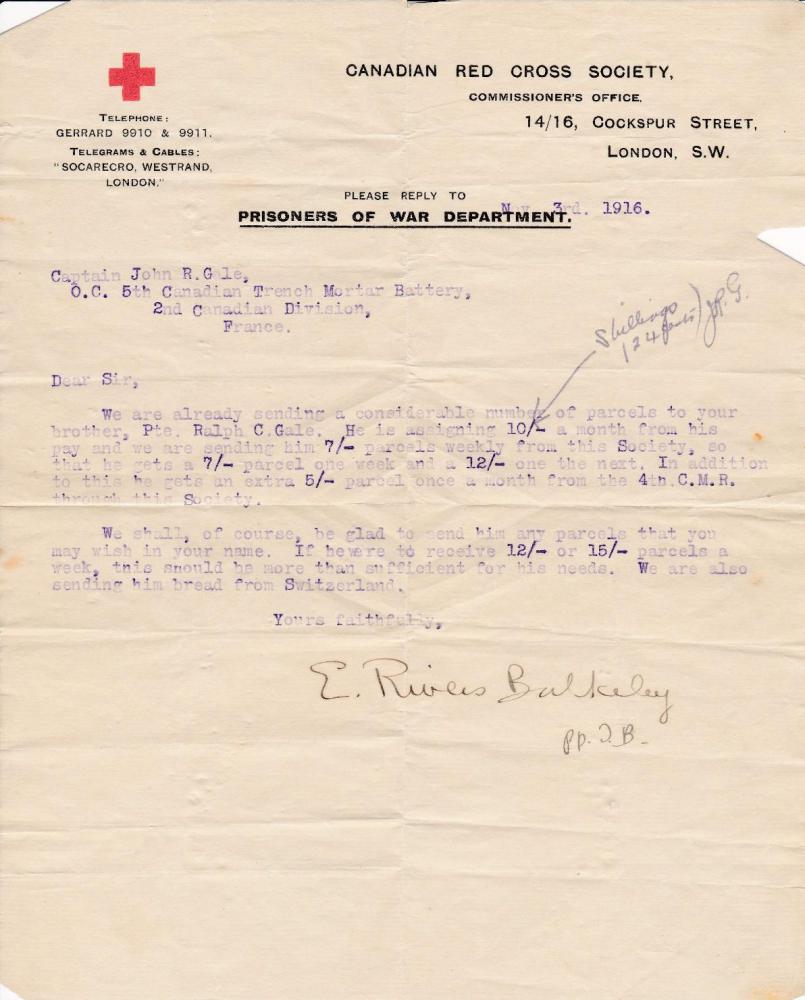 CANADIAN RED CROSS SOCIETY,
COMMISSIONER'S OFFICE.
14/16, COCKSPUR STREET,
LONDON, S.W.
TELEPHONE:
GERRARD 9910 & 9911.
TELEGRAMS & CABLES:
"SOCARECRO, WESTRAND,
LONDON."
PLEASE REPLY TO
PRISONERS OF WAR DEPARTMENT.
3rd. 1916.
Captain John R.Gale,
O.C. 5th Canadian Trench Mortar Battery,
2nd Canadian Division,
France.
shillings
(24 cents) J.R.G.
Dear Sir,
We are already sending a considerable number of parcels to your
brother, Pte. Ralph C.Gale. He is assigning 10/- a month from his
pay and we are sending him 7/- parcels weekly from this Society, so
that he gets a 7/- parcel one week and a 12/- one the next. In addition
to this he gets an extra 5/- parcel once a month from the 4th.C.M.R.
through this Society.
We shall, of course, be glad to send him any parcels that you
may wish in your name. If hewere to receive 12/- or 15/- parcels a
week, this should be more than sufficient for his needs. We are also
sending him bread from Switzerland.
Yours faithfully,
E. Rivers Bulkeley
pp. J.B.